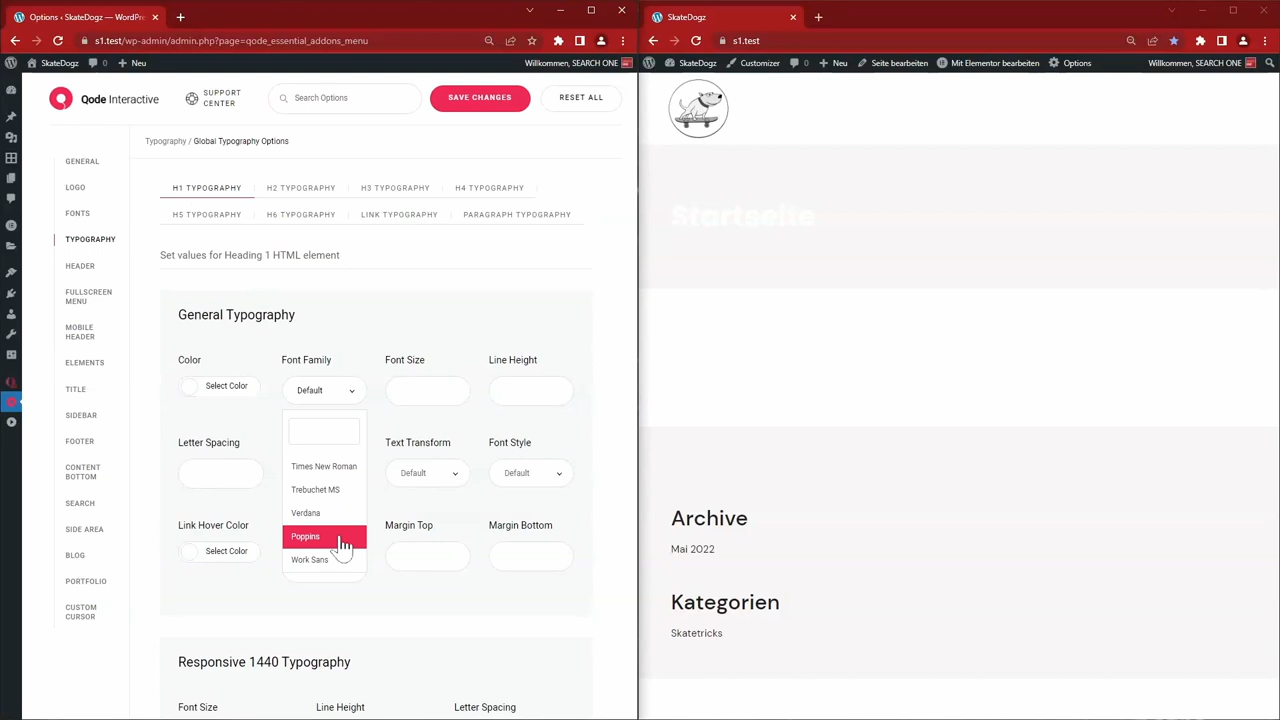 Options ‹ SkateDogz — WordPre
s1.test/wp-admin/admin.php?page=qode_essential_addons_menu
SkateDogz
0
Neu
Willkommen, SEARCH ONE
Qode Interactive
SUPPORT
CENTER
Search Options
SAVE CHANGES
RESET ALL
Typography / Global Typography Options
GENERAL
LOGO
FONTS
TYPOGRAPHY
HEADER
FULLSCREEN
MENU
MOBILE
HEADER
ELEMENTS
TITLE
SIDEBAR
FOOTER
CONTENT
BOTTOM
SEARCH
SIDE AREA
BLOG
PORTFOLIO
CUSTOM
CURSOR
H1 TYPOGRAPHY
H2 TYPOGRAPHY
H3 TYPOGRAPHY
H4 TYPOGRAPHY
H5 TYPOGRAPHY
H6 TYPOGRAPHY
LINK TYPOGRAPHY
PARAGRAPH TYPOGRAPHY
Set values for Heading 1 HTML element
General Typography
Color
Font Family
Font Size
Line Height
Select Color
Default
Letter Spacing
Text Transform
Font Style
Default
Default
Times New Roman
Trebuchet MS
Verdana
Poppins
Work Sans
Link Hover Color
Margin Top
Margin Bottom
Select Color
Responsive 1440 Typography
Font Size
Line Height
Letter Spacing
SkateDogz
s1.test
SkateDogz
Customizer
0
Neu
Seite bearbeiten
Mit Elementor bearbeiten
Options
Willkommen, SEARCH ONE
Startseite
Archive
Mai 2022
Kategorien
Skatetricks